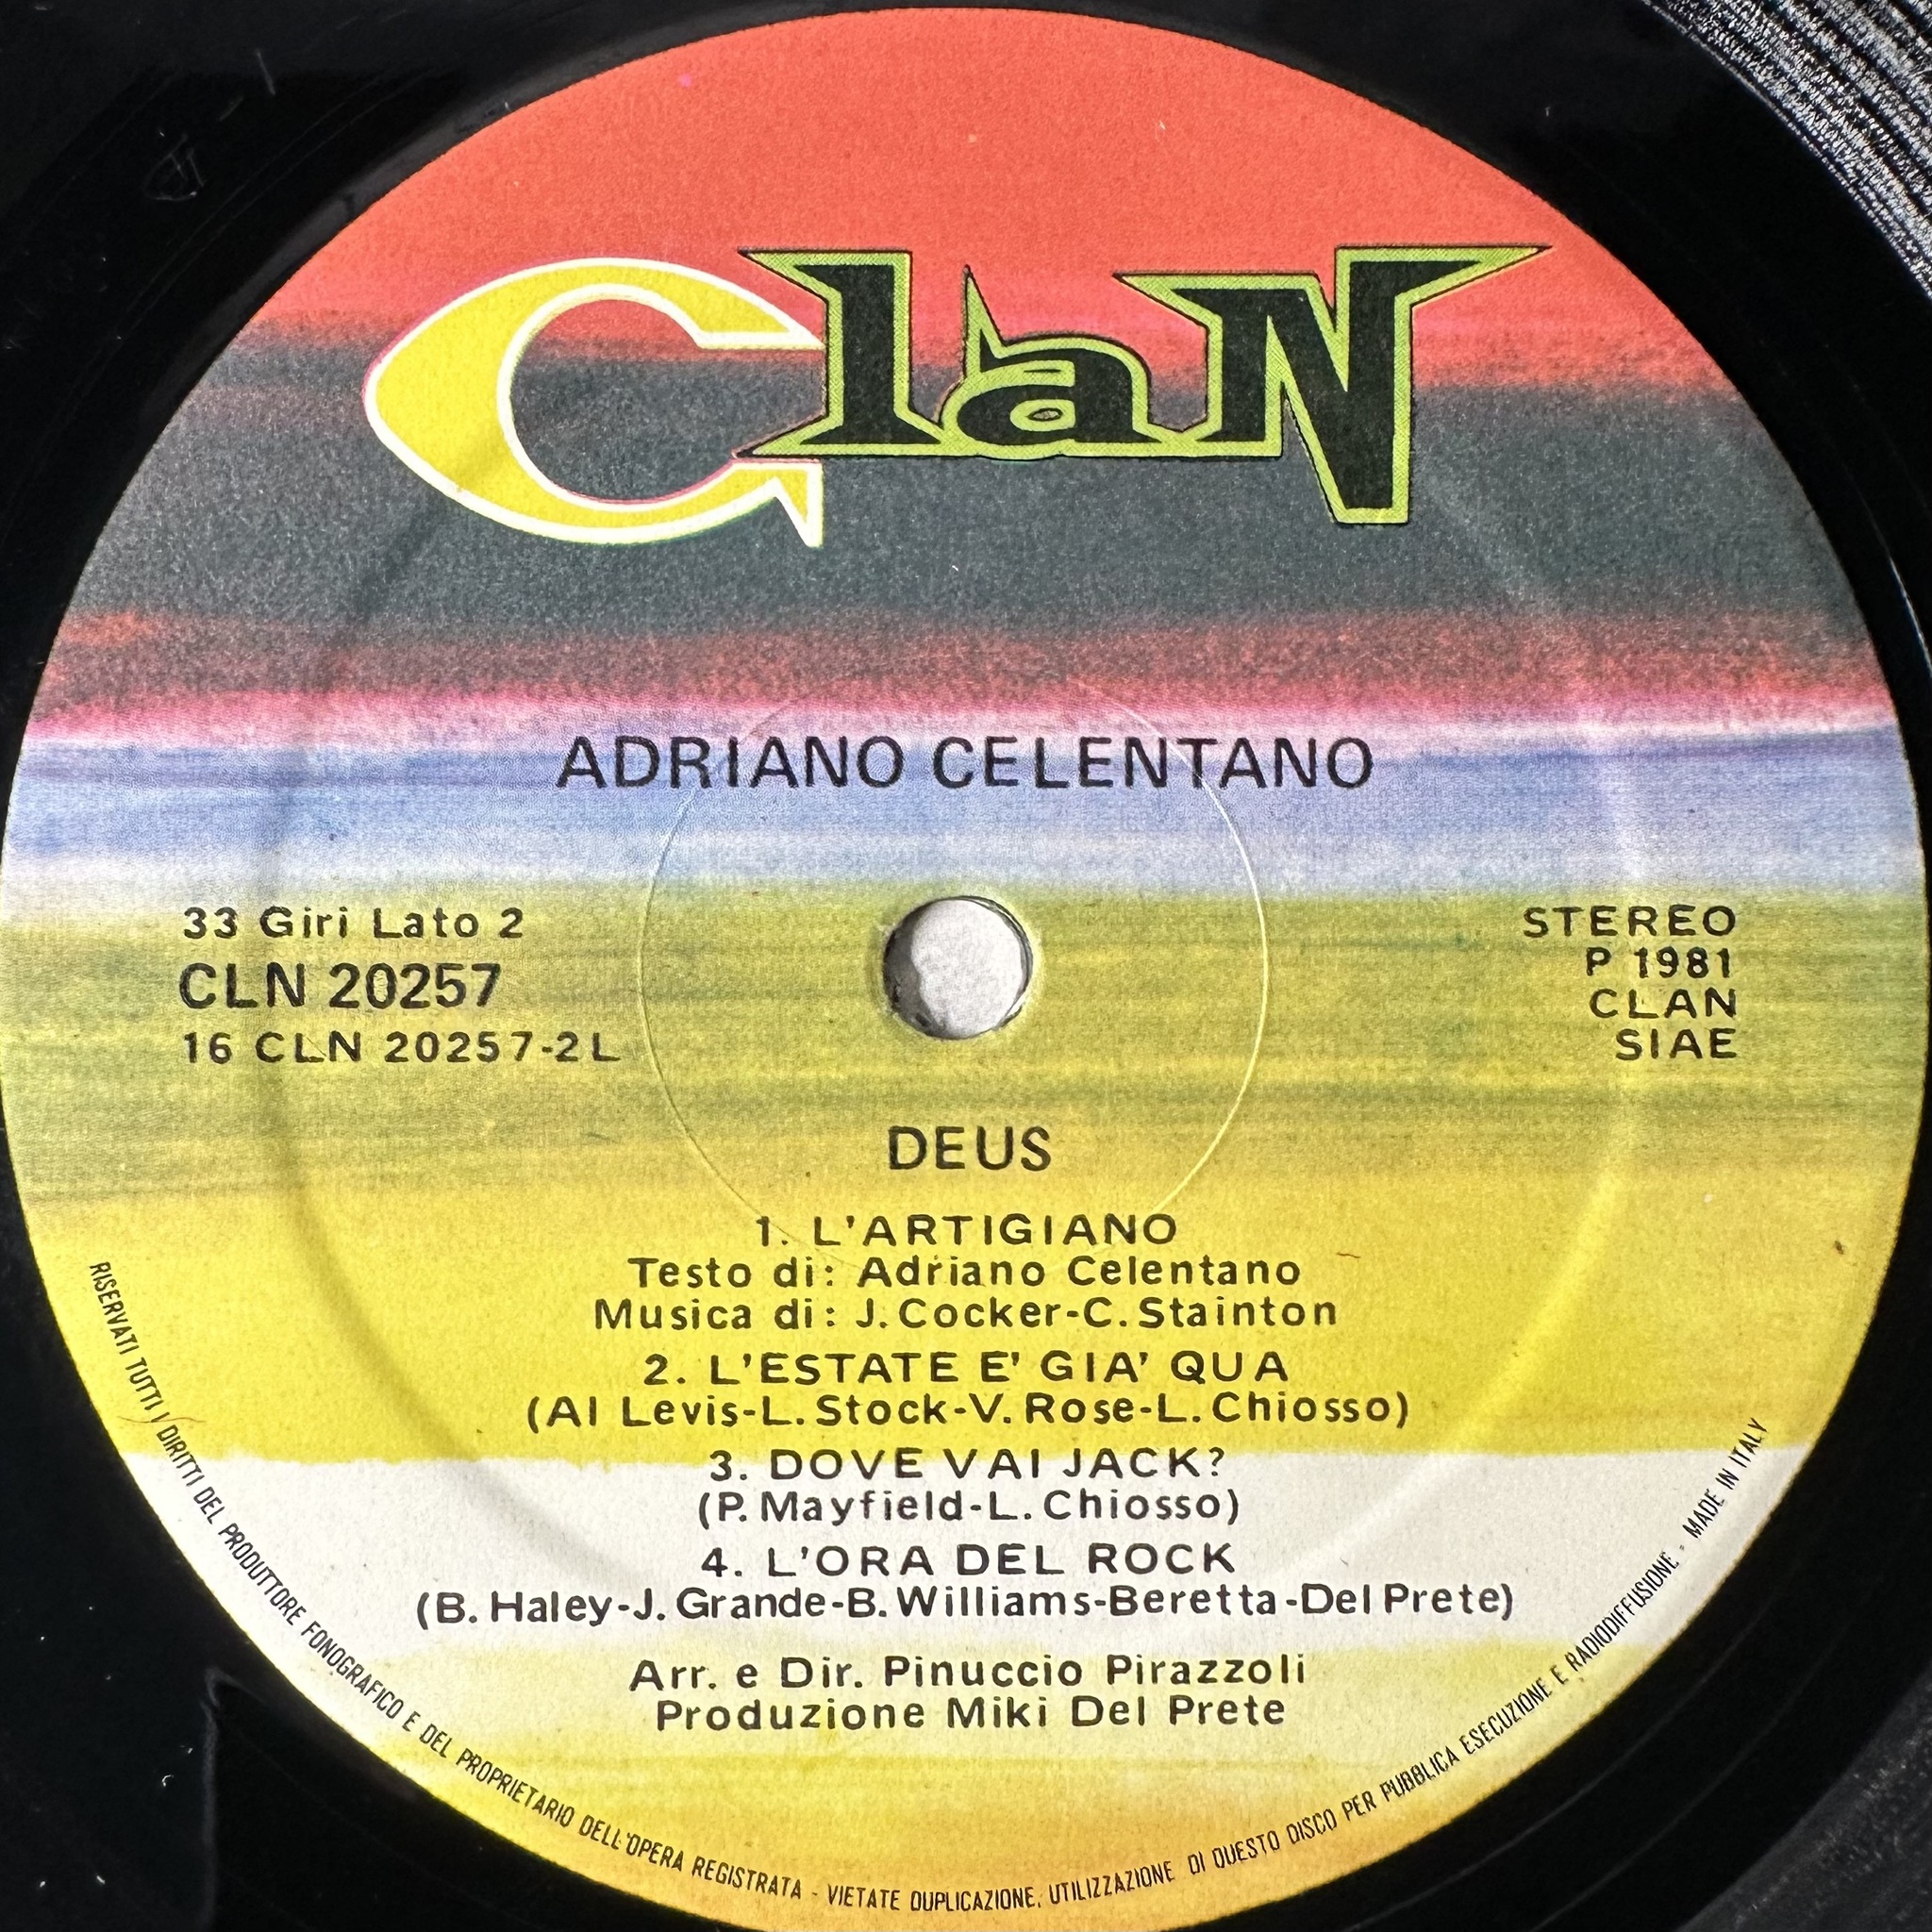 ClaN
ADRIANO CELENTANO
33 Giri Lato 2
CLN 20257
16 CLN 20257-2L
STEREO
P 1981
CLAN
SIAE
DEUS
1. L'ARTIGIANO
Testo di: Adriano Celentano
Musica di: J. Cocker-C. Stainton
2. L'ESTATE E' GIA' QUA
(Al Levis-L. Stock-V. Rose-L. Chiosso)
3. DOVE VAI JACK?
(P. Mayfield-L. Chiosso)
4. L'ORA DEL ROCK
(B. Haley-J. Grande-B. Williams-Beretta-Del Prete)
Arr. e Dir. Pinuccio Pirazzoli
Produzione Miki Del Prete
RISERVATI TUTTI I DIRITTI DEL PRODUTTORE FONOGRAFICO E DEL PROPRIETARIO DELL'OPERA REGISTRATA - VIETATE DUPLICAZIONE, UTILIZZAZIONE DI QUESTO DISCO PER PUBBLICA ESECUZIONE E RADIODIFFUSIONE - MADE IN ITALY